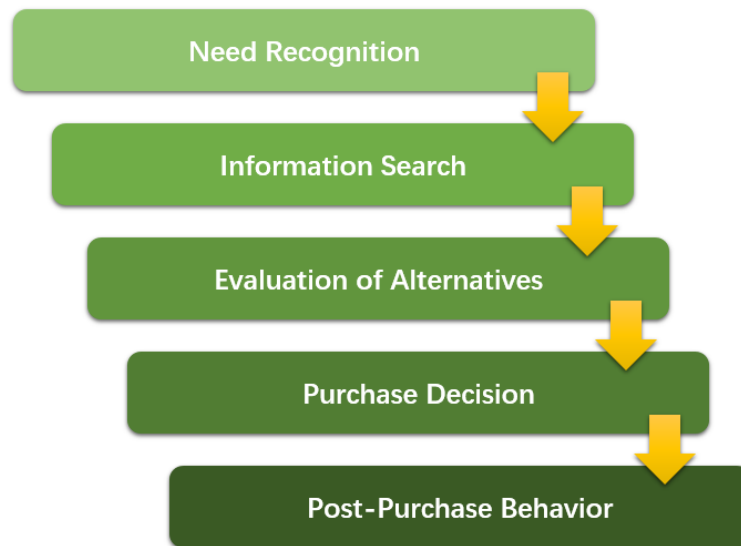 Need Recognition
Information Search
Evaluation of Alternatives
Purchase Decision
Post-Purchase Behavior